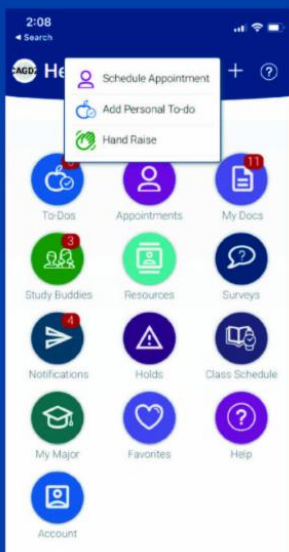 2:08
Search
He
Schedule Appointment
Add Personal To-do
Hand Raise
?
11
To-Dos
Appointments
My Docs
3
Study Buddies
Resources
Surveys
4
Notifications
Holds
Class Schedule
My Major
Favorites
Help
Account